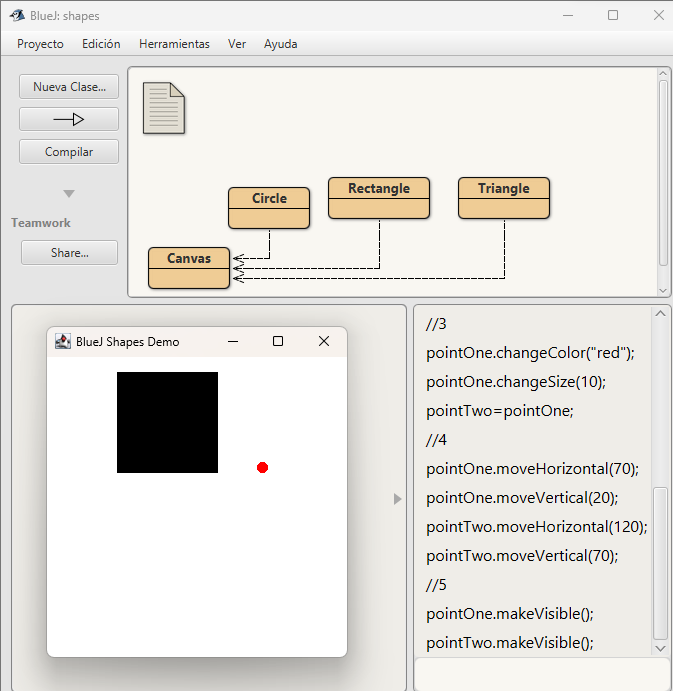 BlueJ: shapes
Proyecto Edición Herramientas Ver Ayuda
Nueva Clase...
Compilar
Teamwork
Share...
Circle
Rectangle
Triangle
Canvas
BlueJ Shapes Demo
//3
pointOne.changeColor("red");
pointOne.changeSize(10);
pointTwo=pointOne;
//4
pointOne.moveHorizontal(70);
pointOne.moveVertical(20);
pointTwo.moveHorizontal(120);
pointTwo.moveVertical(70);
//5
pointOne.makeVisible();
pointTwo.makeVisible();